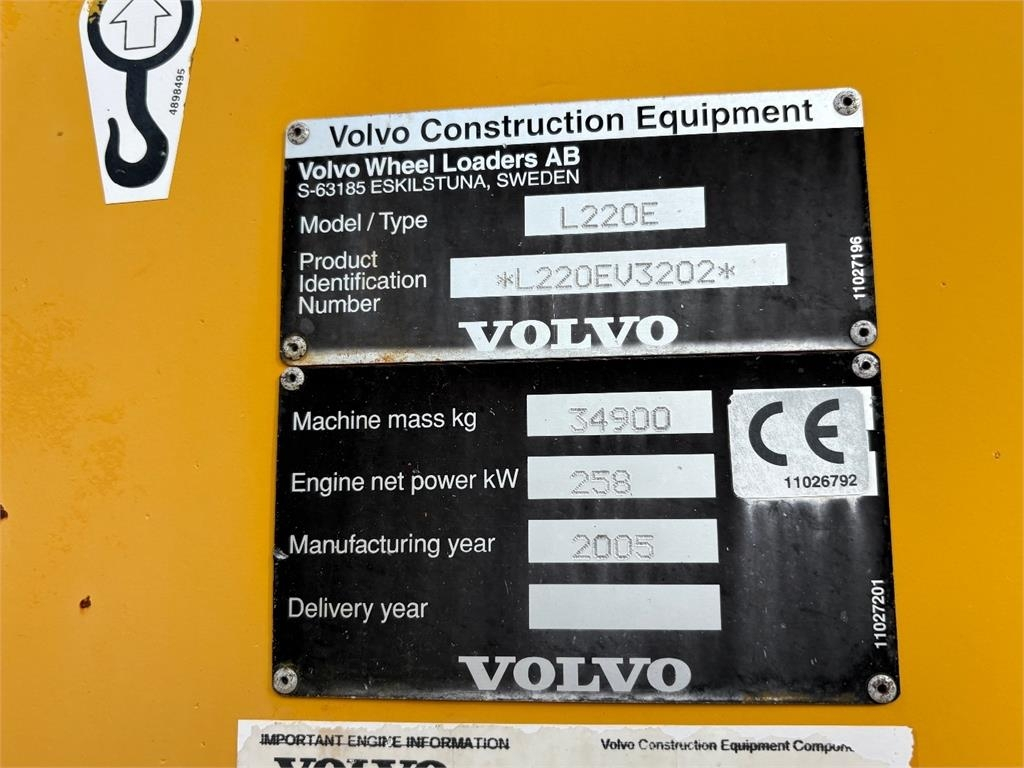 4898495
Volvo Construction Equipment
Volvo Wheel Loaders AB
S-63185 ESKILSTUNA, SWEDEN
Model / Type L220E
Product
Identification
Number
*L220EV3202*
11027196
VOLVO
Machine mass kg 34900
CE
11026792
Engine net power kW 258
Manufacturing year 2005
Delivery year
11027201
VOLVO
IMPORTANT ENGINE INFORMATION Volvo Construction Equipment
VOLVO